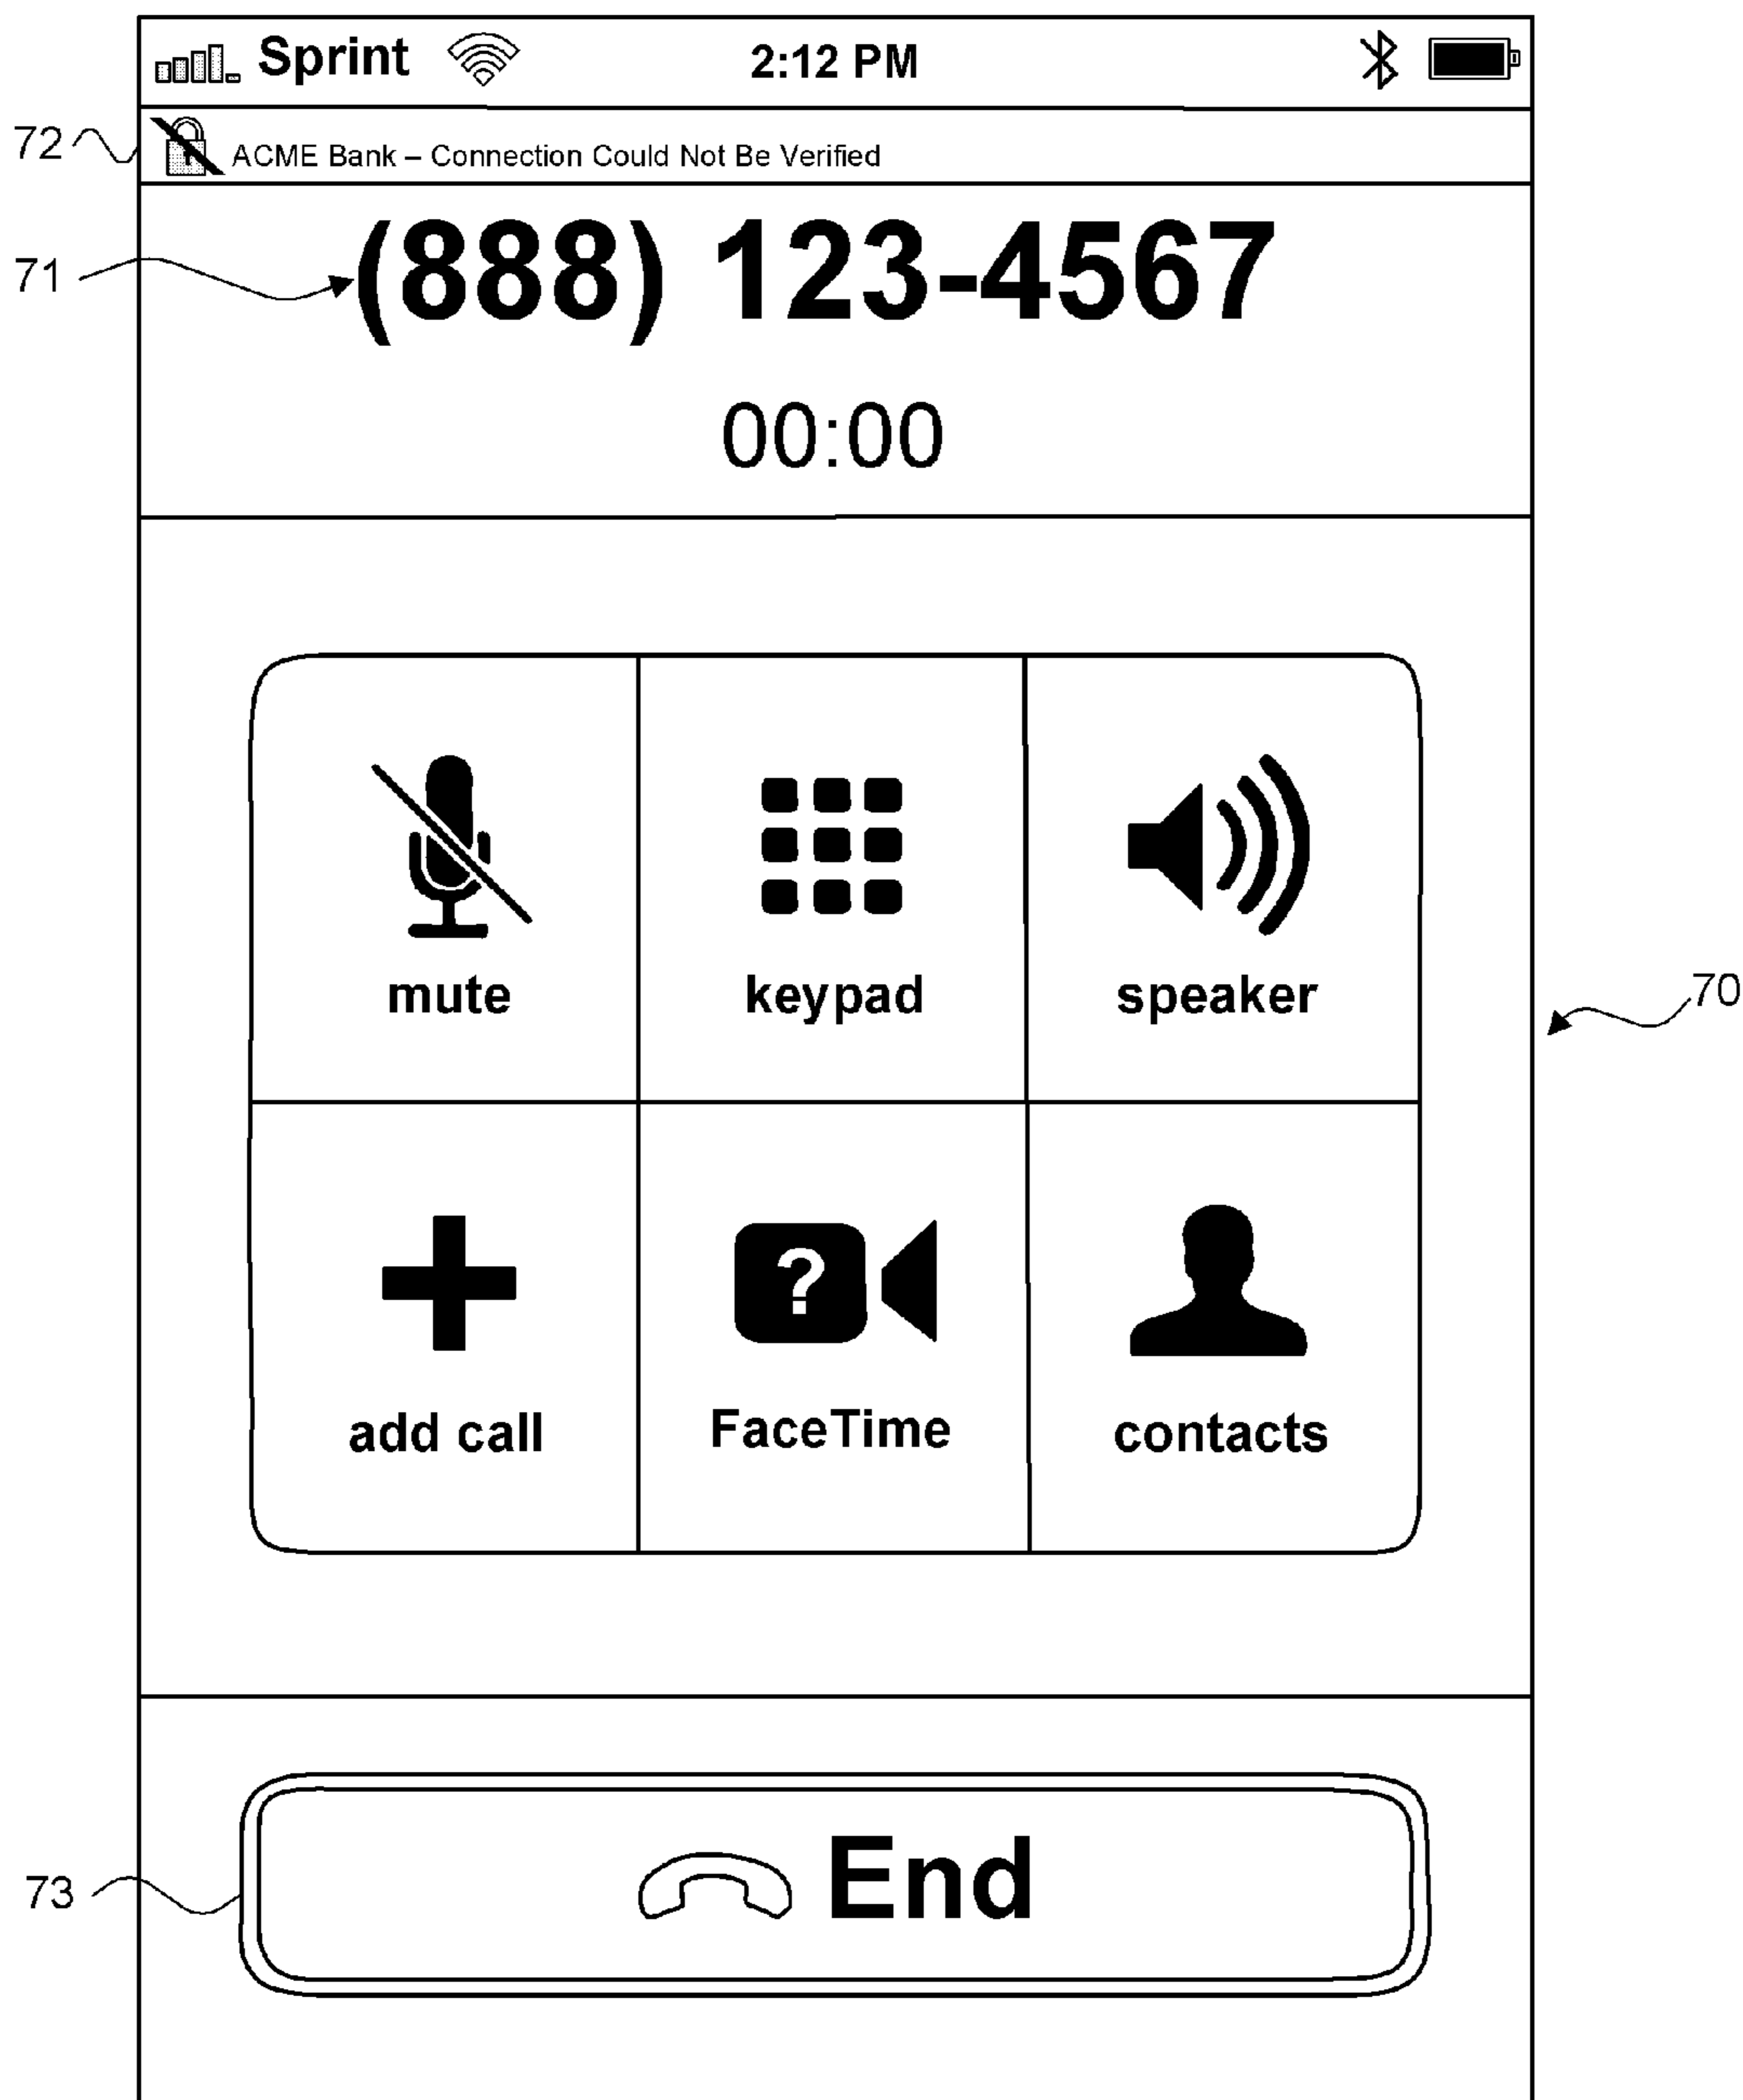 Sprint 2:12 PM
72
ACME Bank – Connection Could Not Be Verified
71
(888) 123-4567
00:00
mute keypad speaker
70
?
add call FaceTime contacts
73
End